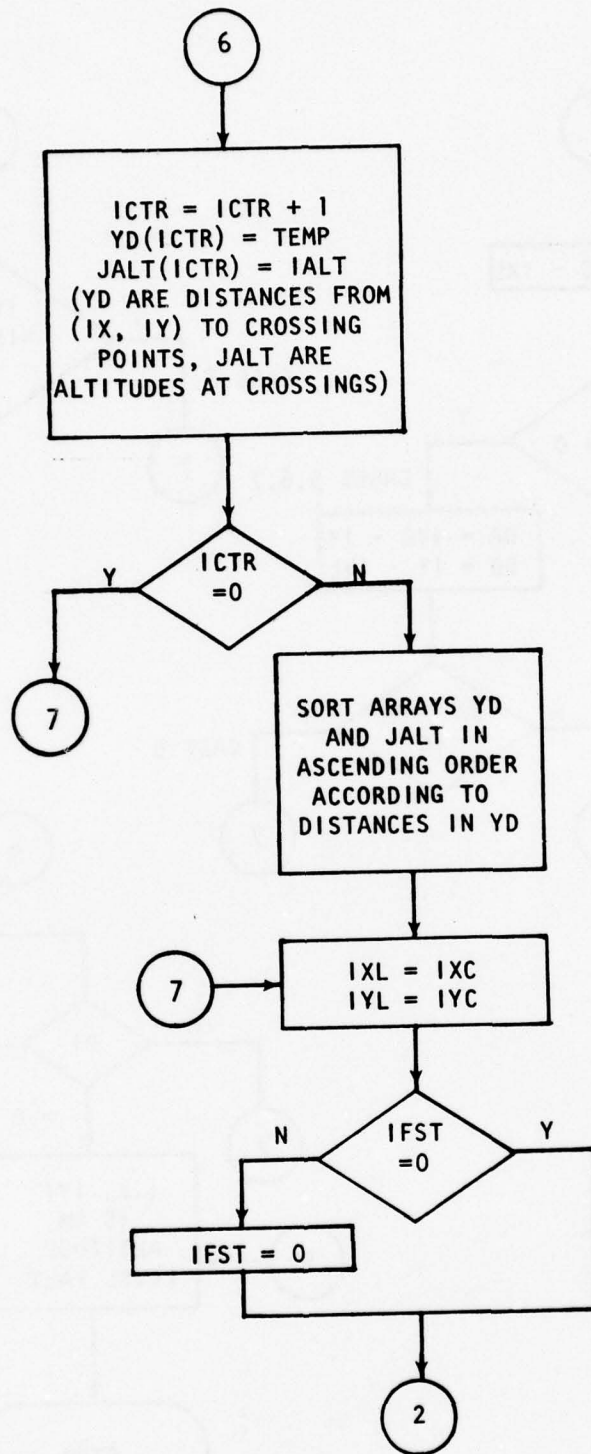 6
ICTR = ICTR + 1
YD(ICTR) = TEMP
JALT(ICTR) = IALT
(YD ARE DISTANCES FROM
(IX, IY) TO CROSSING
POINTS, JALT ARE
ALTITUDES AT CROSSINGS)
ICTR
=0
Y
N
7
SORT ARRAYS YD
AND JALT IN
ASCENDING ORDER
ACCORDING TO
DISTANCES IN YD
7
IXL = IXC
IYL = IYC
IFST
=0
N
Y
IFST = 0
2